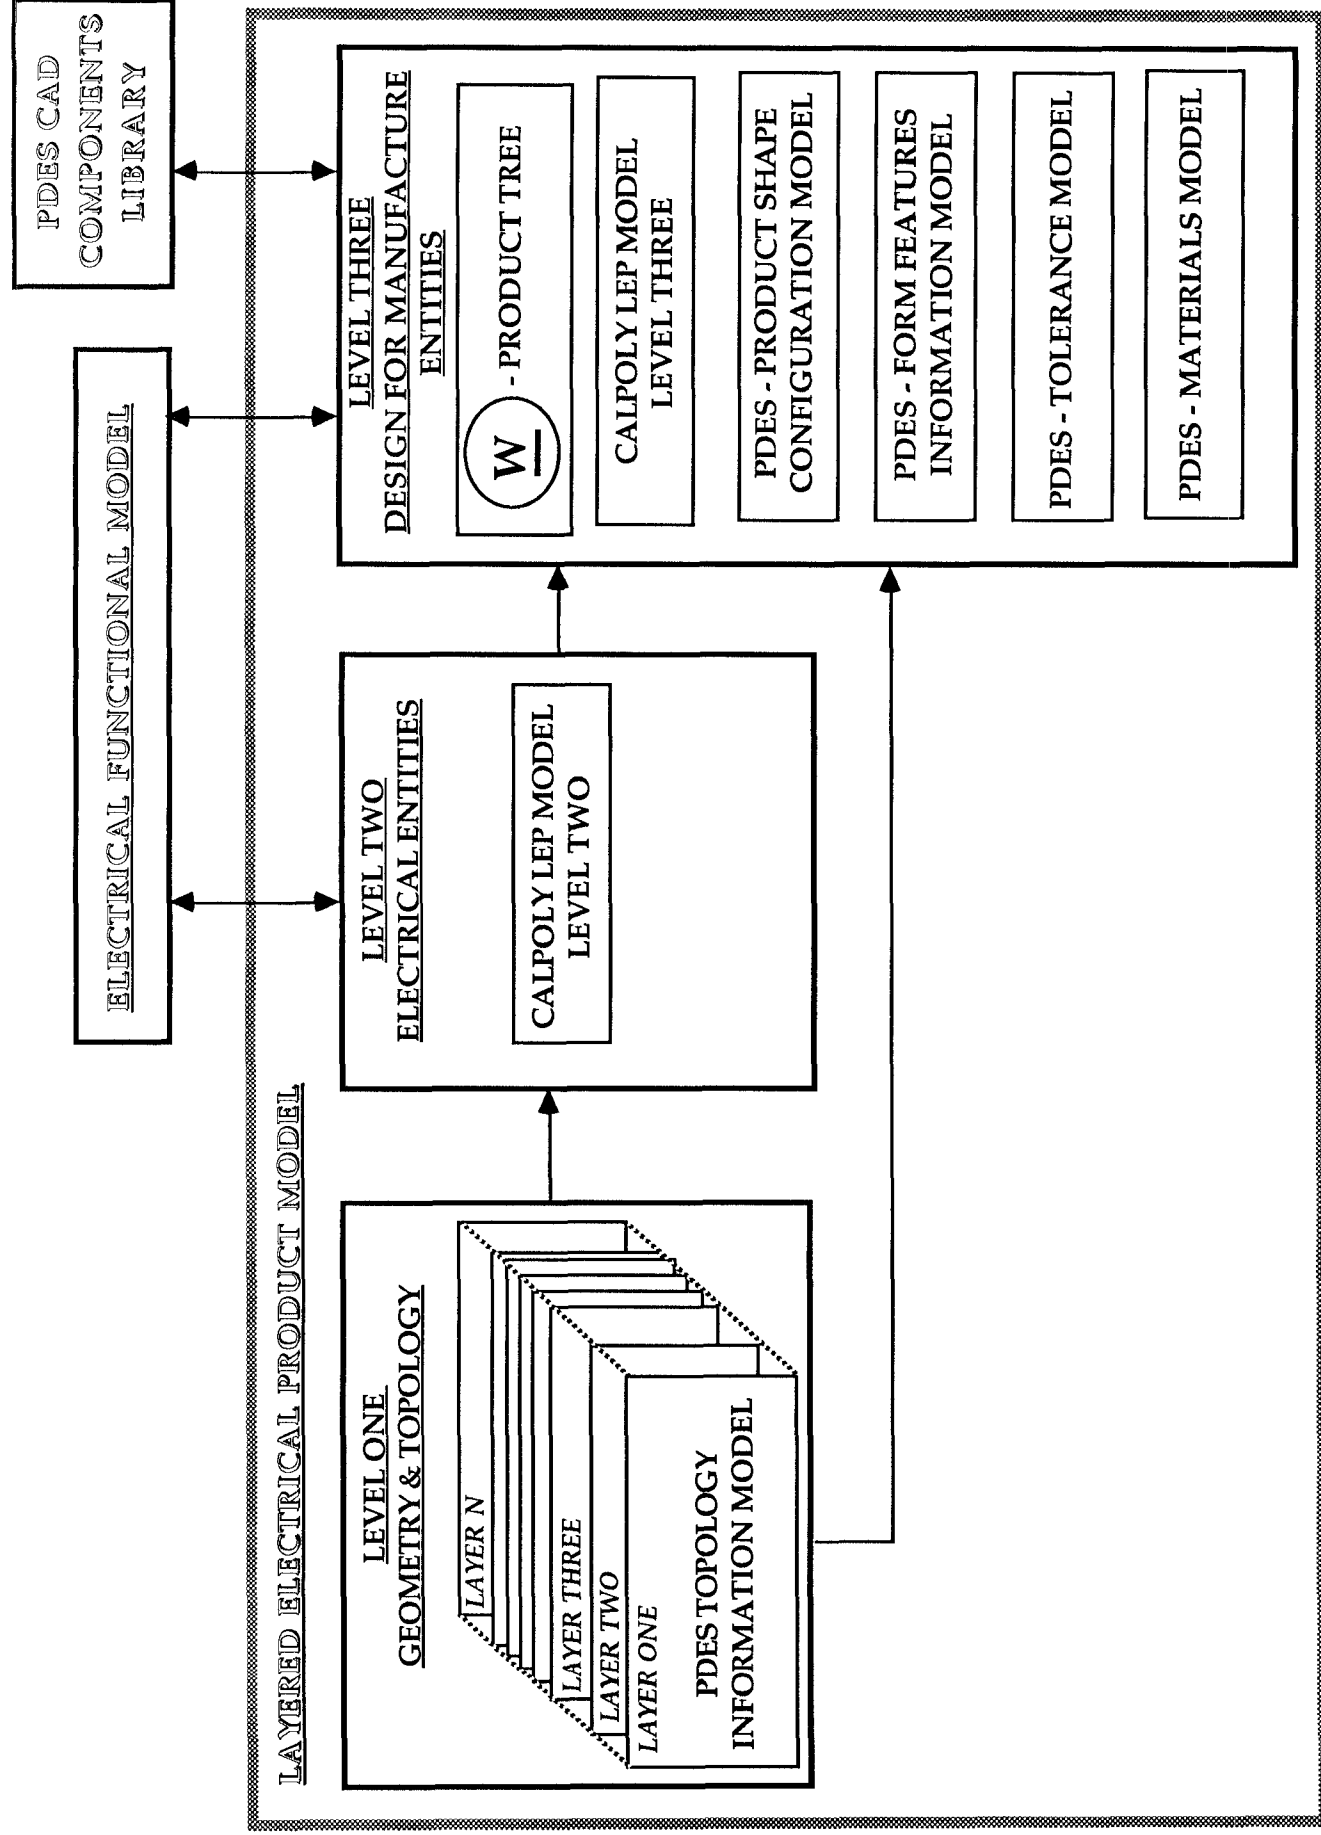 PDES CAD
COMPONENTS
LIBRARY
ELECTRICAL FUNCTIONAL MODEL
LAYERED ELECTRICAL PRODUCT MODEL
LEVEL ONE
GEOMETRY & TOPOLOGY
LAYER N
LAYER THREE
LAYER TWO
LAYER ONE
PDES TOPOLOGY
INFORMATION MODEL
LEVEL TWO
ELECTRICAL ENTITIES
CALPOLY LEP MODEL
LEVEL TWO
LEVEL THREE
DESIGN FOR MANUFACTURE
ENTITIES
W - PRODUCT TREE
CALPOLY LEP MODEL
LEVEL THREE
PDES - PRODUCT SHAPE
CONFIGURATION MODEL
PDES - FORM FEATURES
INFORMATION MODEL
PDES - TOLERANCE MODEL
PDES - MATERIALS MODEL